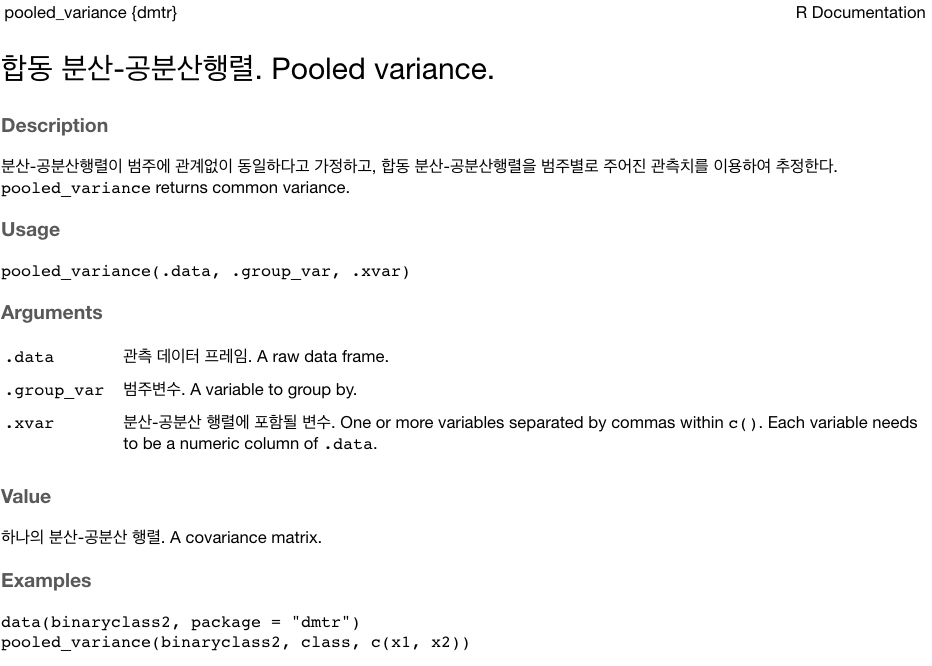 pooled_variance {dmtr} R Documentation
합동 분산-공분산행렬. Pooled variance.
Description
분산-공분산행렬이 범주에 관계없이 동일하다고 가정하고, 합동 분산-공분산행렬을 범주별로 주어진 관측치를 이용하여 추정한다.
pooled_variance returns common variance.
Usage
pooled_variance(.data, .group_var, .xvar)
Arguments
.data 관측 데이터 프레임. A raw data frame.
.group_var 범주변수. A variable to group by.
.xvar 분산-공분산 행렬에 포함될 변수. One or more variables separated by commas within c(). Each variable needs
to be a numeric column of .data.
Value
하나의 분산-공분산 행렬. A covariance matrix.
Examples
data(binaryclass2, package = "dmtr")
pooled_variance(binaryclass2, class, c(x1, x2))